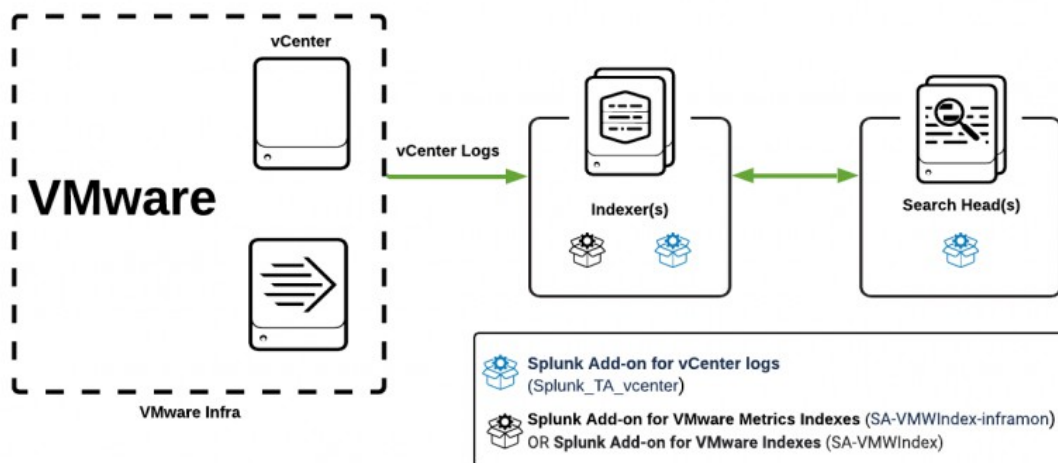 vCenter
VMware
vCenter Logs
VMware Infra
Indexer(s)
Search Head(s)
Splunk Add-on for vCenter logs
(Splunk_TA_vcenter)
Splunk Add-on for VMware Metrics Indexes (SA-VMWIndex-inframon)
OR Splunk Add-on for VMware Indexes (SA-VMWIndex)